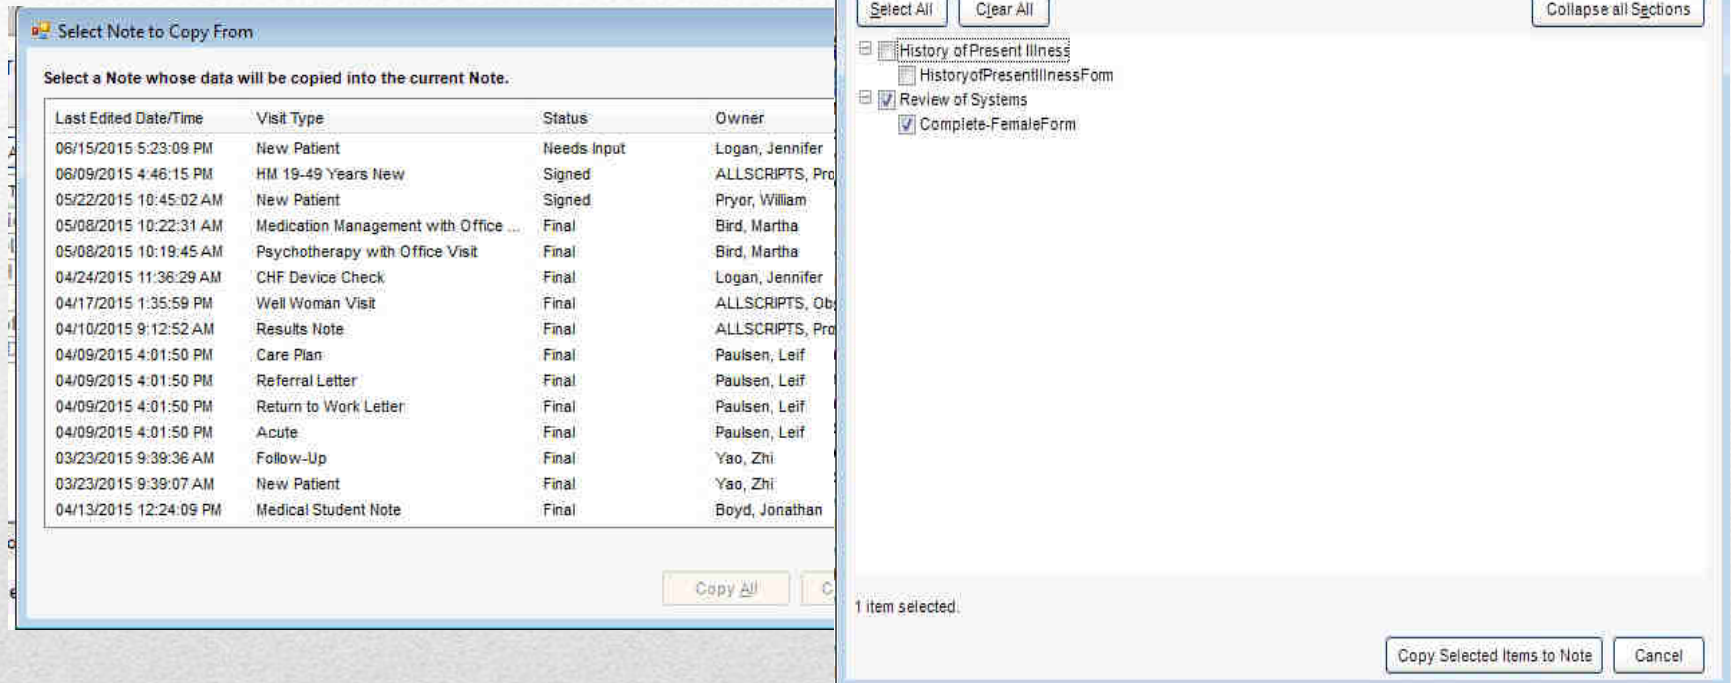 Select Note to Copy From
Select a Note whose data will be copied into the current Note.
Last Edited Date/Time Visit Type Status Owner
06/15/2015 5:23:09 PM New Patient Needs Input Logan, Jennifer
06/09/2015 4:46:15 PM HM 19-49 Years New Signed ALLSCRIPTS, Pro
05/22/2015 10:45:02 AM New Patient Signed Pryor, William
05/08/2015 10:22:31 AM Medication Management with Office ... Final Bird, Martha
05/08/2015 10:19:45 AM Psychotherapy with Office Visit Final Bird, Martha
04/24/2015 11:36:29 AM CHF Device Check Final Logan, Jennifer
04/17/2015 1:35:59 PM Well Woman Visit Final ALLSCRIPTS, Obs
04/10/2015 9:12:52 AM Results Note Final ALLSCRIPTS, Pro
04/09/2015 4:01:50 PM Care Plan Final Paulsen, Leif
04/09/2015 4:01:50 PM Referral Letter Final Paulsen, Leif
04/09/2015 4:01:50 PM Return to Work Letter Final Paulsen, Leif
04/09/2015 4:01:50 PM Acute Final Paulsen, Leif
03/23/2015 9:39:36 AM Follow-Up Final Yao, Zhi
03/23/2015 9:39:07 AM New Patient Final Yao, Zhi
04/13/2015 12:24:09 PM Medical Student Note Final Boyd, Jonathan
Copy All
Select All Clear All Collapse all Sections
History of Present Illness
HistoryofPresentIllnessForm
Review of Systems
Complete-FemaleForm
1 item selected.
Copy Selected Items to Note Cancel